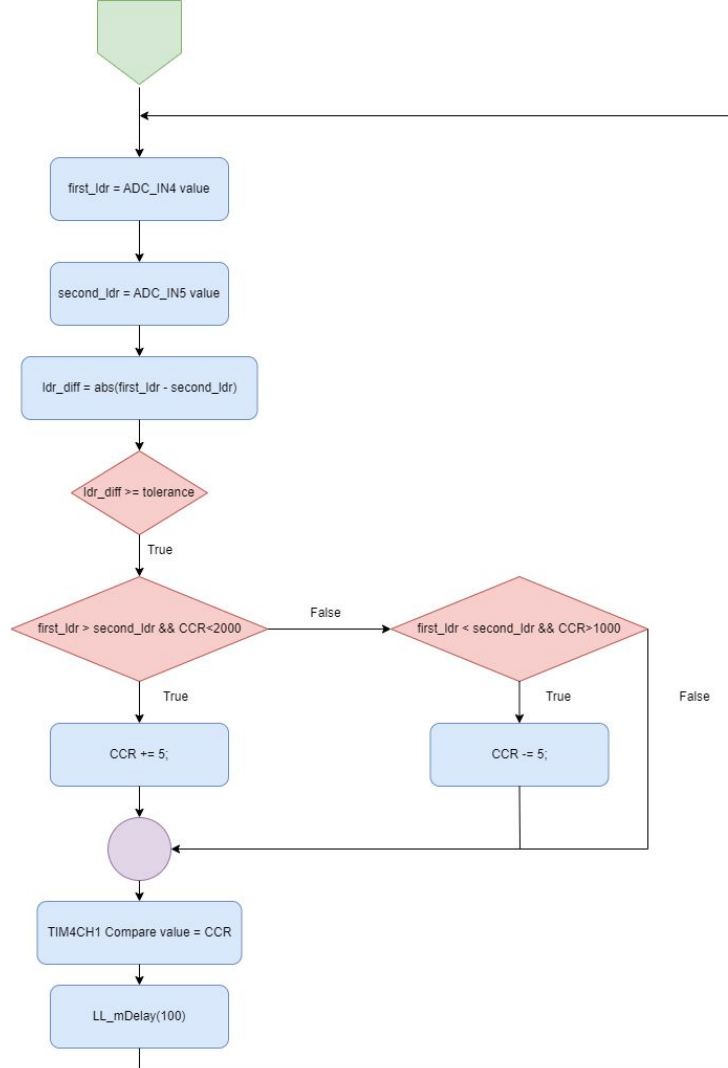 first_ldr = ADC_IN4 value
second_ldr = ADC_IN5 value
ldr_diff = abs(first_ldr - second_ldr)
ldr_diff >= tolerance
True
first_ldr > second_ldr && CCR<2000
False
first_ldr < second_ldr && CCR>1000
True
True
False
CCR += 5;
CCR -= 5;
TIM4CH1 Compare value = CCR
LL_mDelay(100)